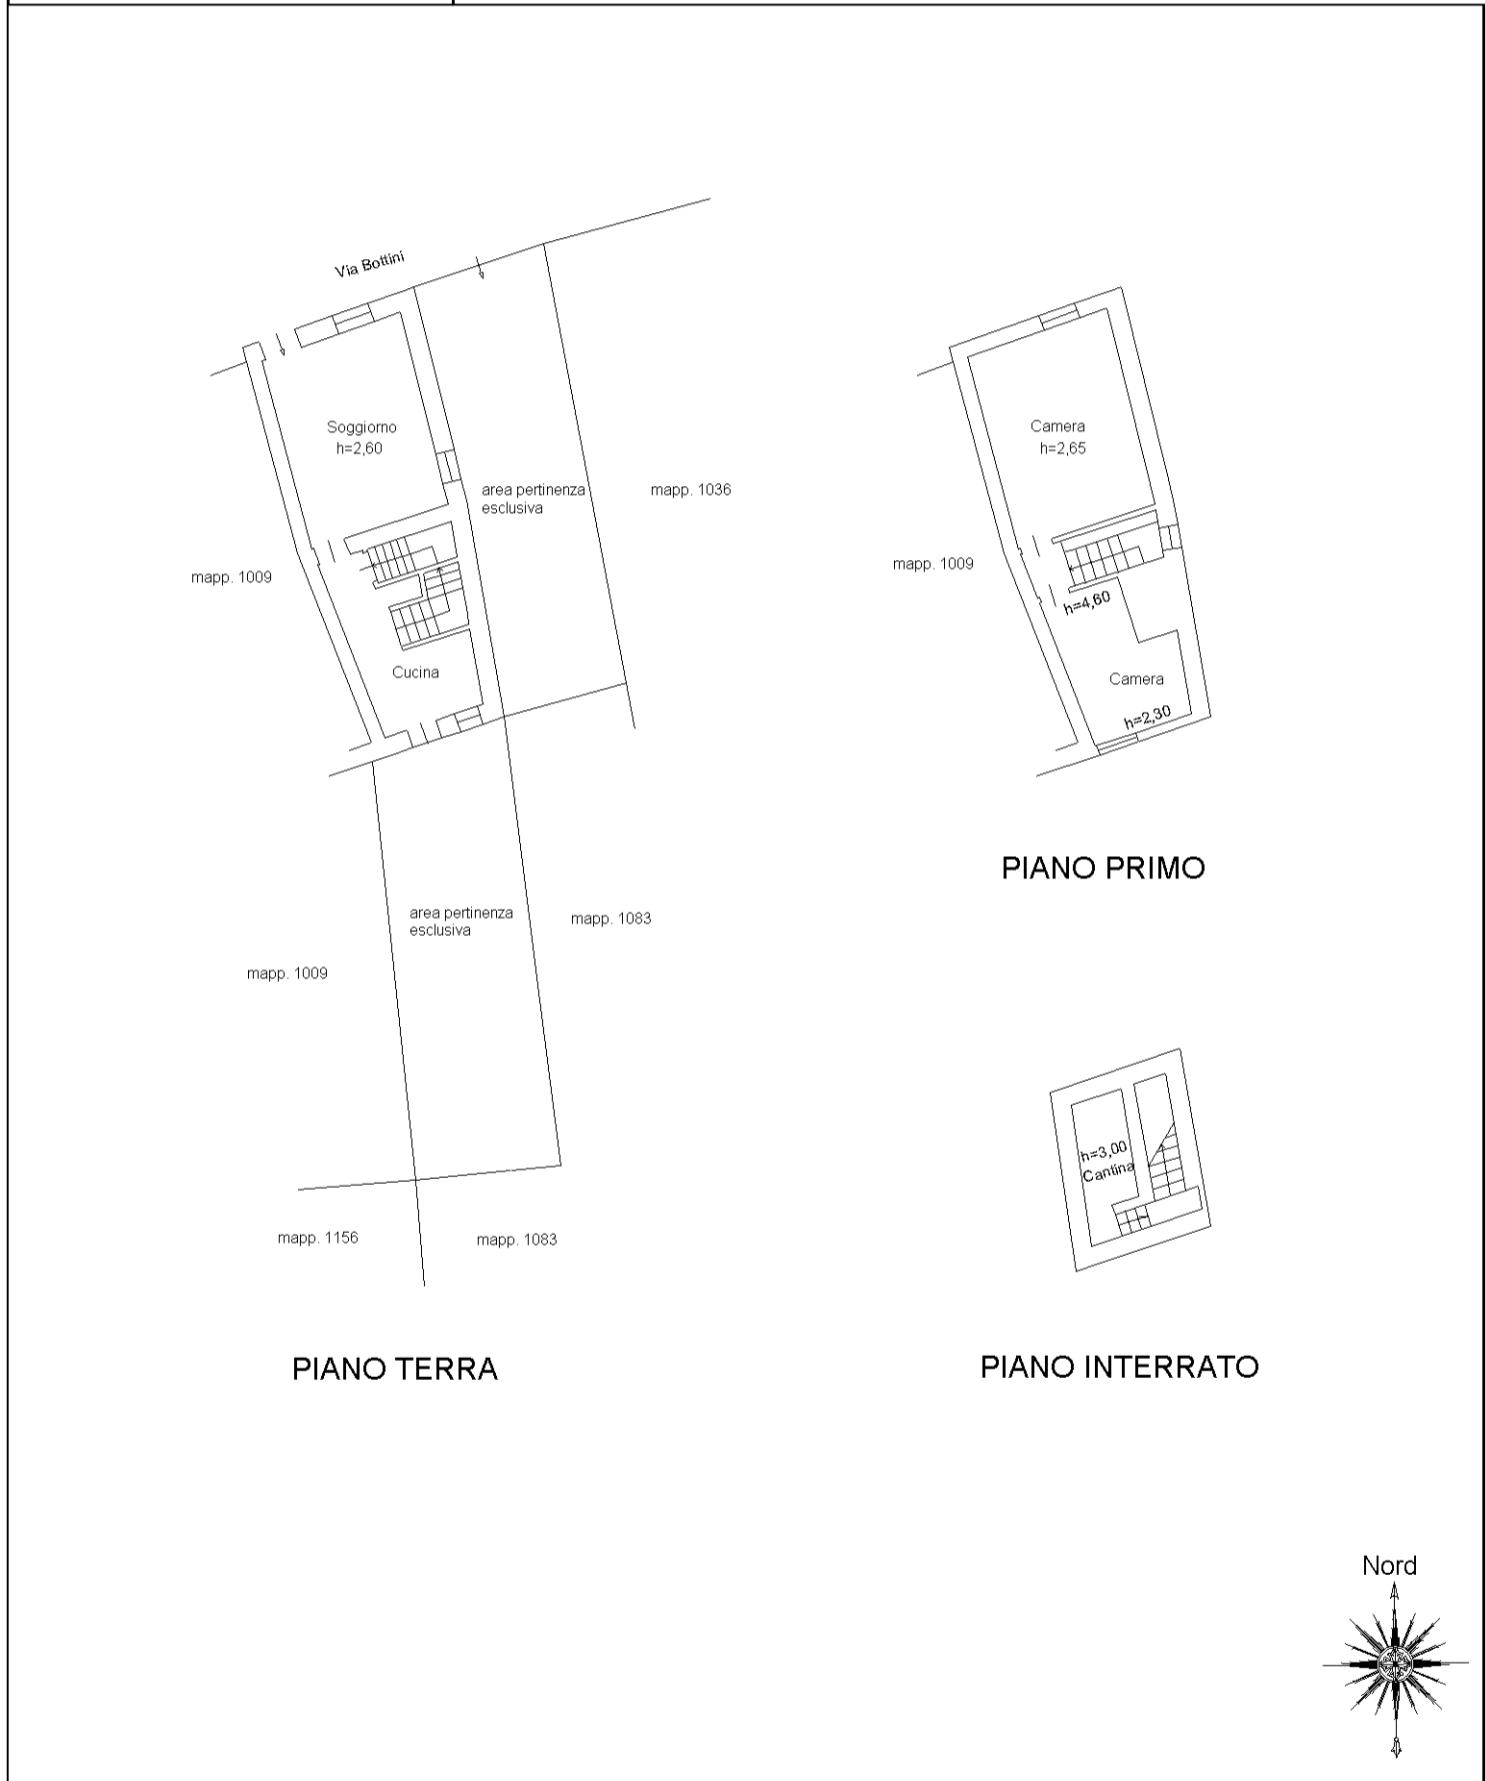 Via Bottini
Soggiorno
h=2,60
area pertinenza
esclusiva
mapp. 1036
mapp. 1009
Cucina
area pertinenza
esclusiva
mapp. 1083
mapp. 1009
mapp. 1156
mapp. 1083
PIANO TERRA
Camera
h=2,65
mapp. 1009
h=4,60
Camera
h=2,30
PIANO PRIMO
h=3,00
Cantina
PIANO INTERRATO
Nord